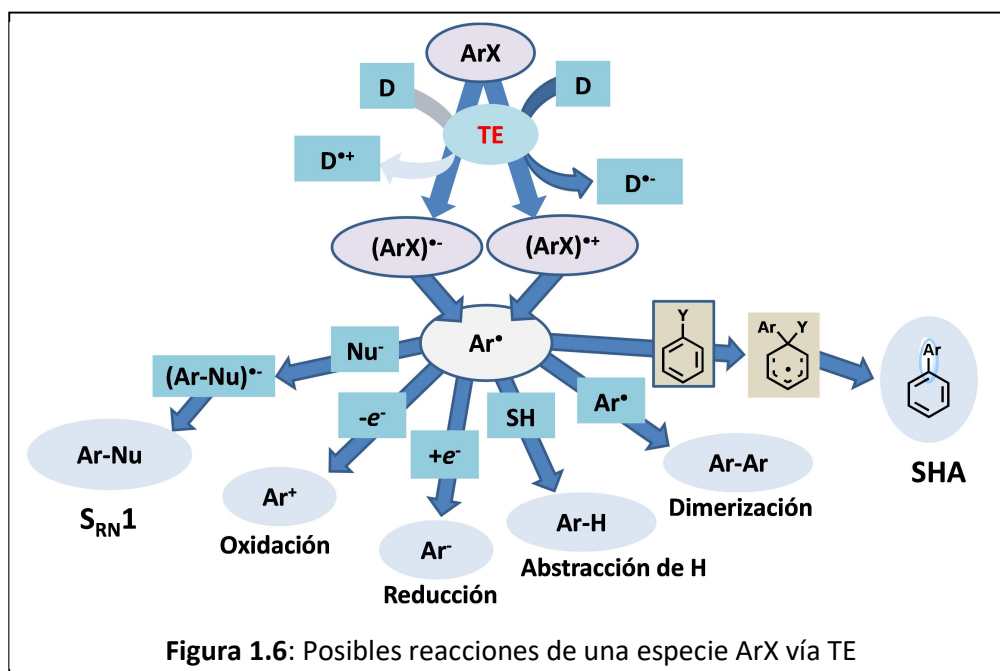 ArX
D
D
TE
D•+
D•-
(ArX)•-
(ArX)•+
Ar•
Nu-
(Ar-Nu)•-
Ar-Nu
SRN1
-e-
Ar+
Oxidación
+e-
Ar-
Reducción
SH
Ar-H
Abstracción de H
Ar•
Ar-Ar
Dimerización
Y
Ar Y
Ar
SHA
Figura 1.6: Posibles reacciones de una especie ArX vía TE